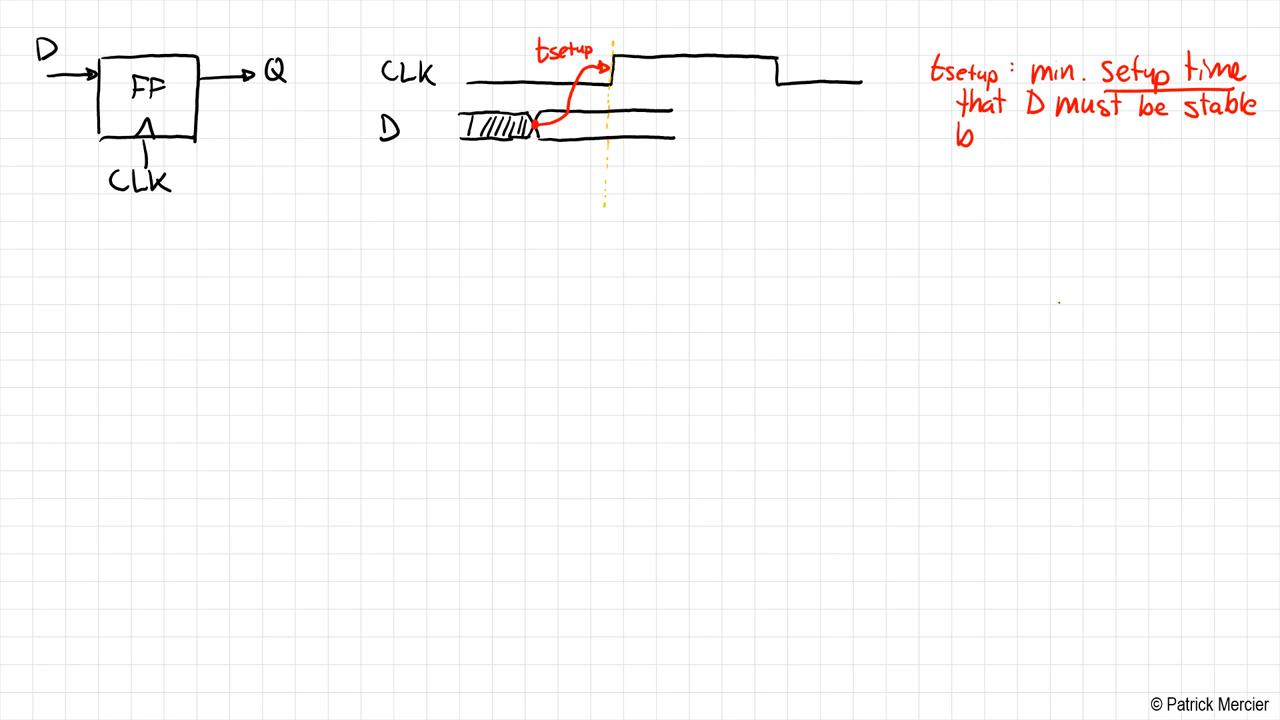 D
FF
Q
CLK
CLK
tsetup
D
tsetup: min. setup time
that D must be stable
b
© Patrick Mercier